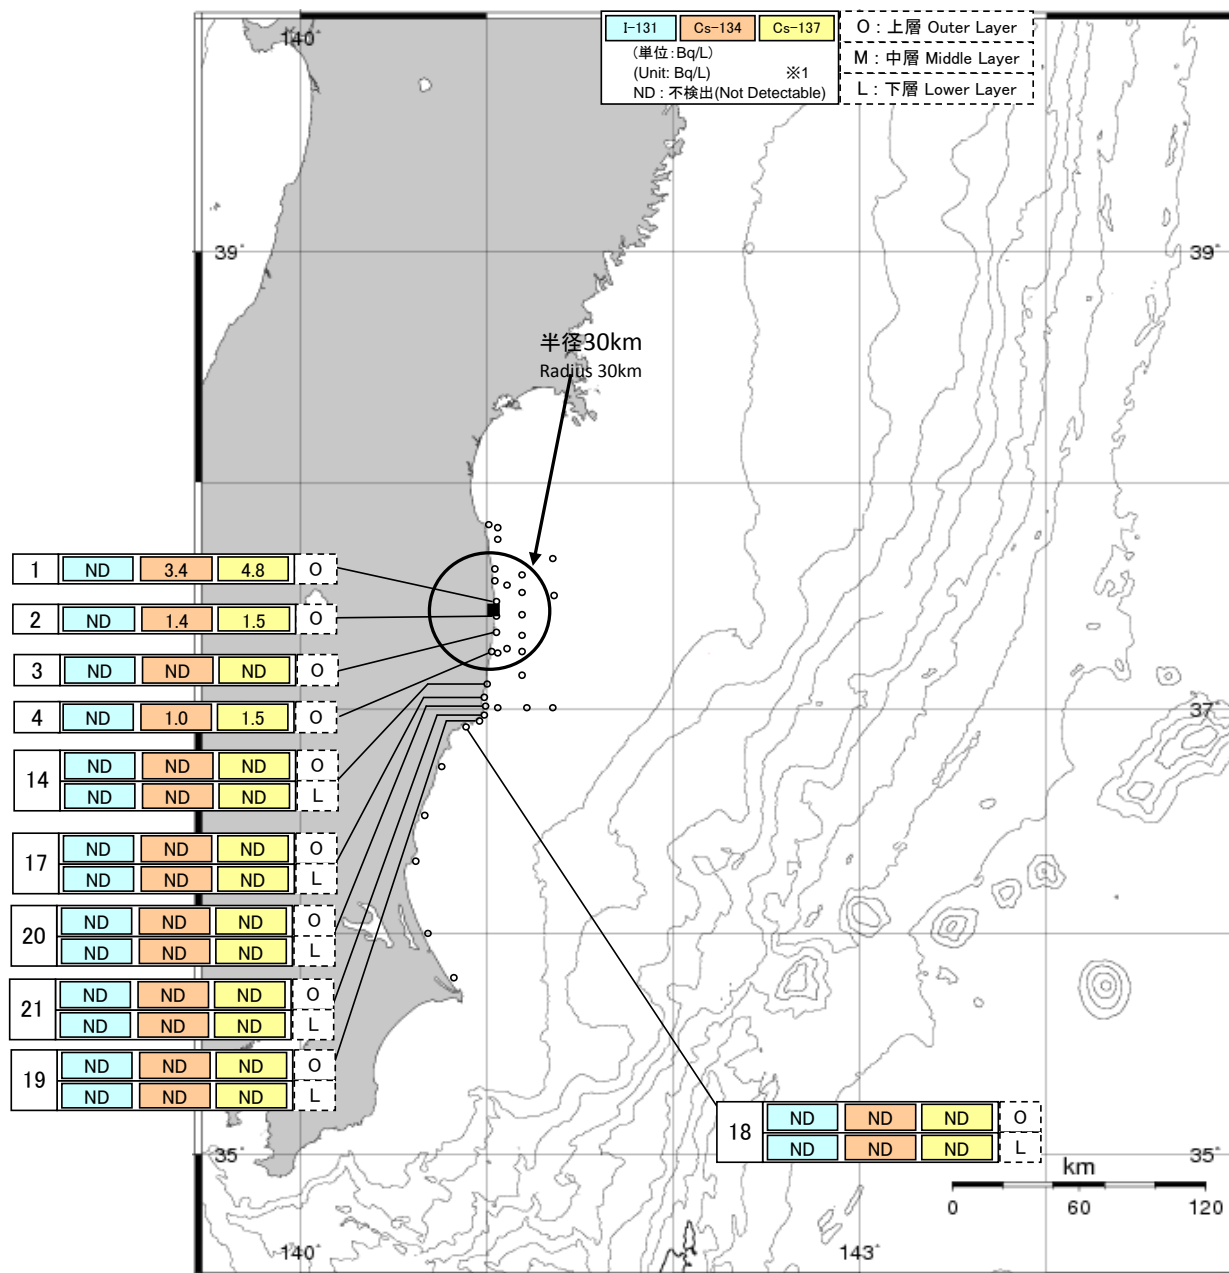 140°
I-131 Cs-134 Cs-137
(単位:Bq/L)
(Unit: Bq/L) ※1
ND : 不検出(Not Detectable)
O : 上層 Outer Layer
M : 中層 Middle Layer
L : 下層 Lower Layer
39° 39°
半径30km
Radius 30km
1 ND 3.4 4.8 O
2 ND 1.4 1.5 O
3 ND ND ND O
4 ND 1.0 1.5 O
37°
14 ND ND ND O
ND ND ND L
17 ND ND ND O
ND ND ND L
20 ND ND ND O
ND ND ND L
21 ND ND ND O
ND ND ND L
19 ND ND ND O
ND ND ND L
18 ND ND ND O
ND ND ND L
35° 35°
km
0 60 120
140° 143°